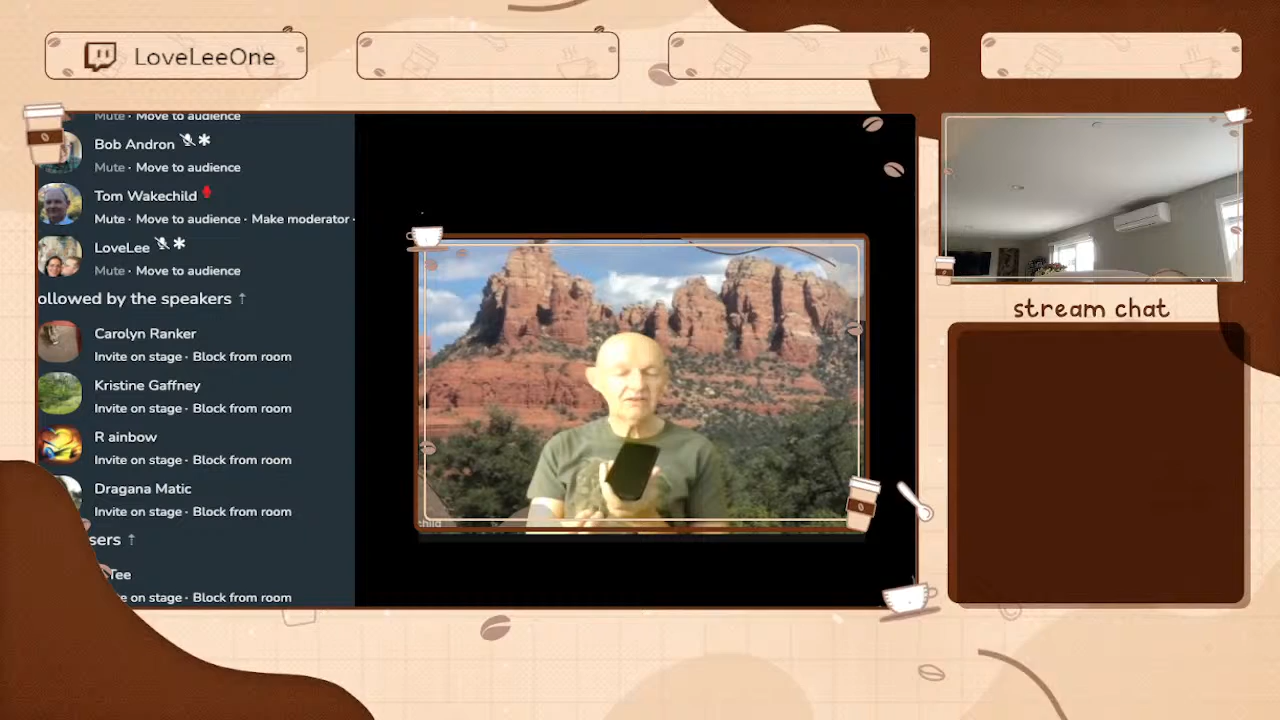 LoveLeeOne
Mute · Move to audience
Bob Andron
Mute · Move to audience
Tom Wakechild
Mute · Move to audience · Make moderator ·
LoveLee
Mute · Move to audience
ollowed by the speakers ↑
Carolyn Ranker
Invite on stage · Block from room
Kristine Gaffney
Invite on stage · Block from room
R ainbow
Invite on stage · Block from room
Dragana Matic
Invite on stage · Block from room
sers ↑
Tee
e on stage · Block from room
child
stream chat